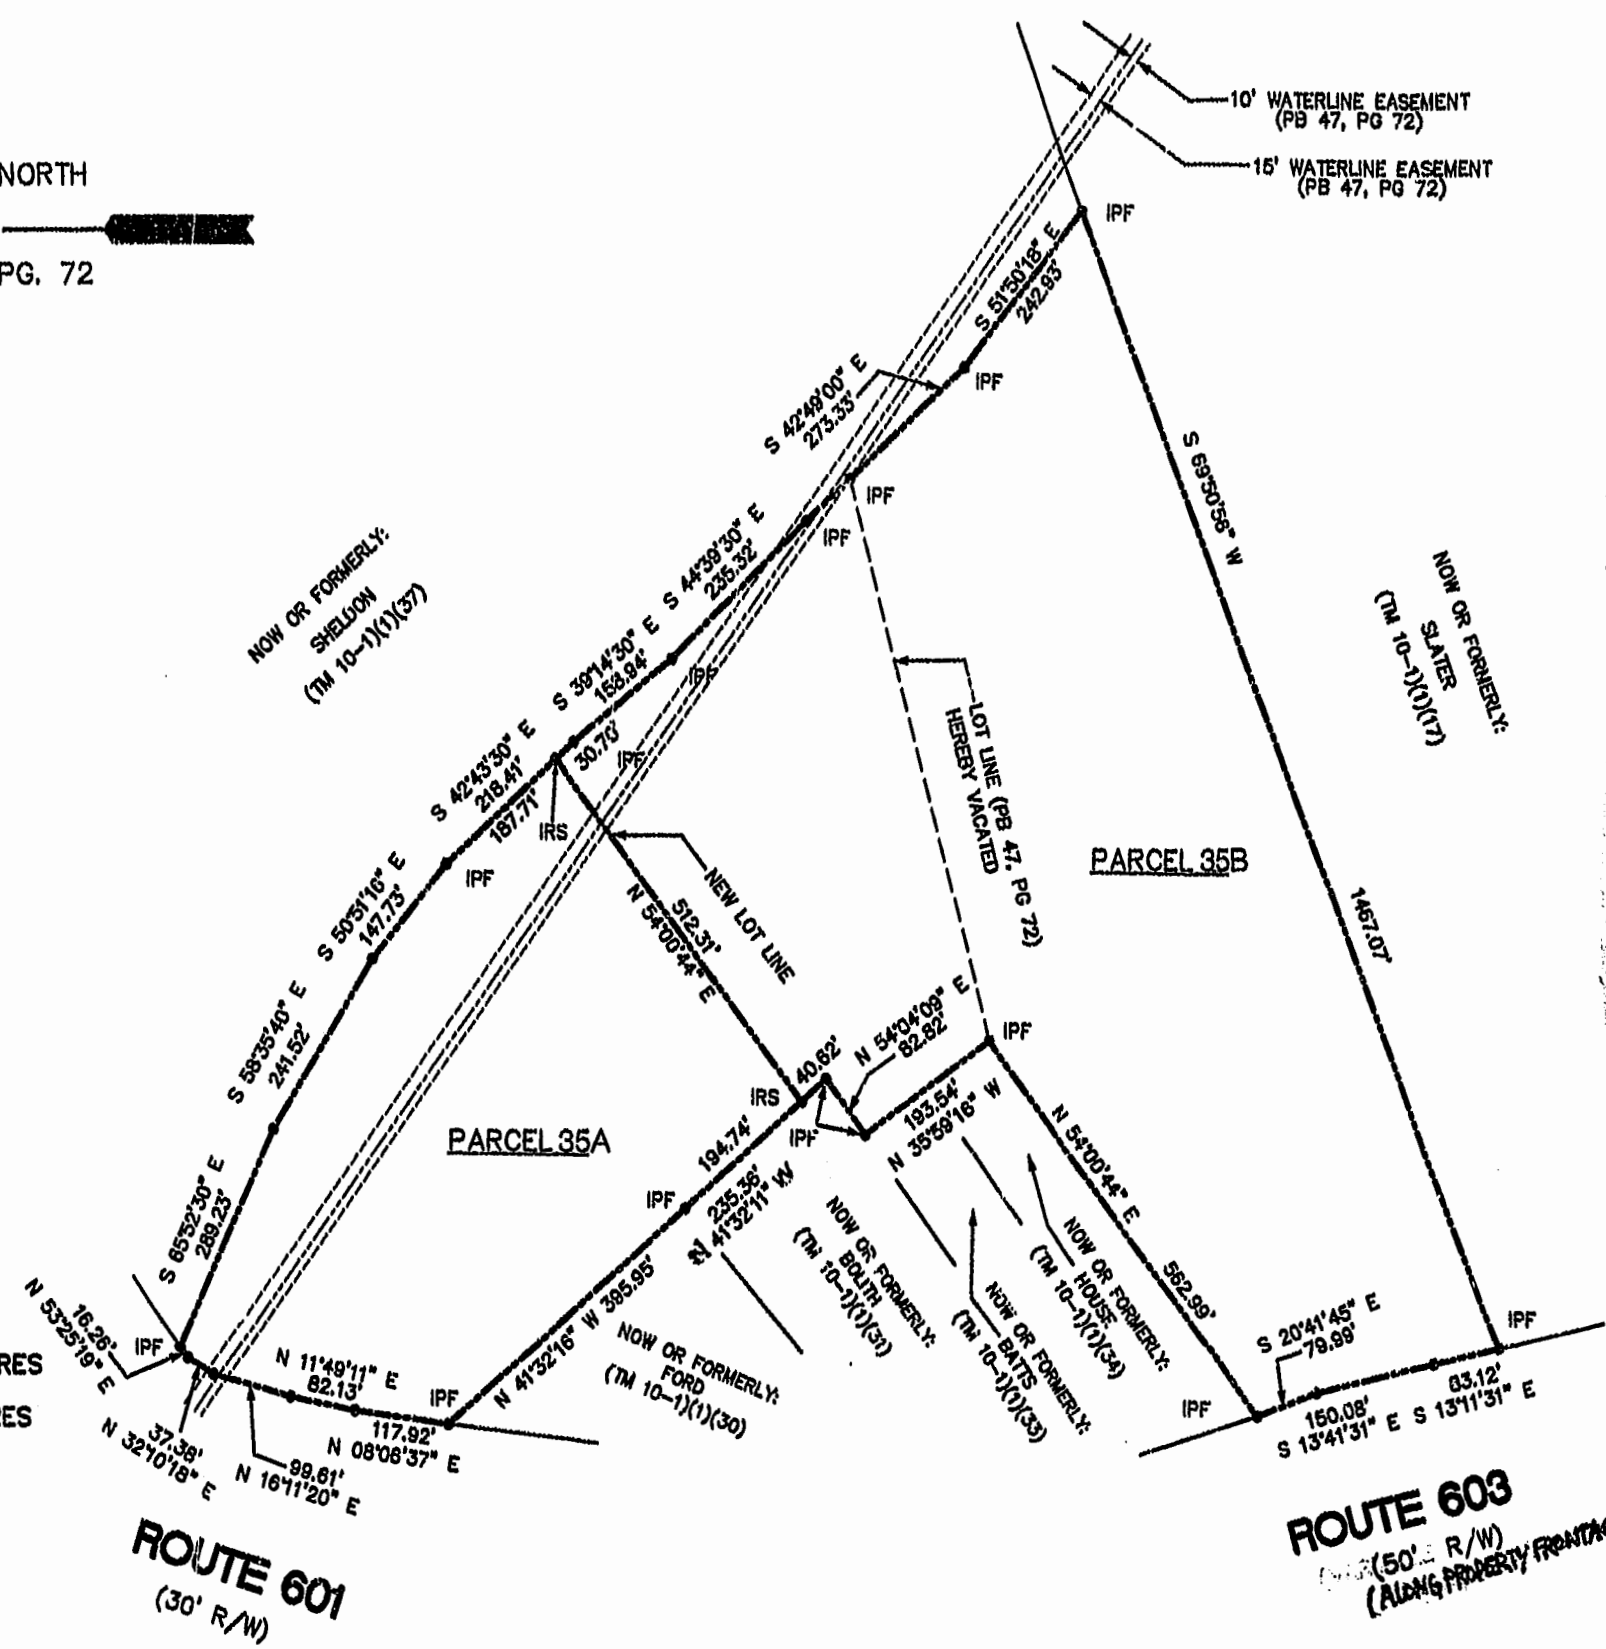 NORTH
PG. 72
10' WATERLINE EASEMENT
(PB 47, PG 72)
15' WATERLINE EASEMENT
(PB 47, PG 72)
IPF
S 51°50'18" E
242.93'
IPF
S 42°49'00" E
273.33'
IPF
IPF
S 44°39'30" E
235.32'
IPF
S 39°14'30" E
158.94'
IPF
30.70'
S 42°43'30" E
218.41'
187.71'
IRS
IPF
S 50°51'16" E
147.73'
S 58°35'40" E
241.52'
S 65°52'30" E
289.23'
NOW OR FORMERLY:
SHELDON
(TM 10-1)(1)(37)
S 69°50'56" W
1467.07'
NOW OR FORMERLY:
SLATER
(TM 10-1)(1)(17)
LOT LINE (PB 47, PG 72)
HEREBY VACATED
PARCEL 35B
NEW LOT LINE
512.31'
N 54°00'44" E
PARCEL 35A
IRS
40.62'
N 54°04'09" E
82.82'
IPF
IPF
193.54'
N 35°59'16" W
194.74'
IPF
235.36'
N 41°32'11" W
N 41°32'16" W 395.95'
N 54°00'44" E
562.99'
NOW OR FORMERLY:
FORD
(TM 10-1)(1)(30)
NOW OR FORMERLY:
BOLITH
(TM 10-1)(1)(31)
NOW OR FORMERLY:
BATTS
(TM 10-1)(1)(33)
NOW OR FORMERLY:
HOUSE
(TM 10-1)(1)(34)
N 53°25'19" E
16.26'
IPF
RES
RES
37.38'
N 32°10'18" E
99.61'
N 16°11'20" E
N 11°49'11" E
82.13'
117.92'
N 08°06'37" E
IPF
IPF
S 20°41'45" E
79.99'
150.08'
S 13°41'31" E
83.12'
S 13°11'31" E
IPF
ROUTE 601
(30' R/W)
ROUTE 603
(50' R/W)
(ALONG PROPERTY